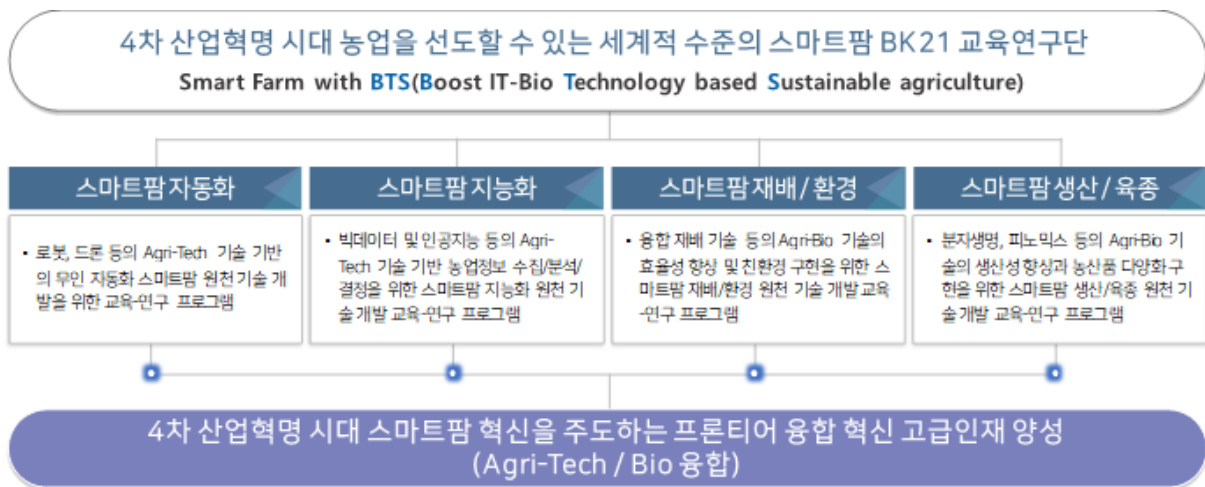 4차 산업혁명 시대 농업을 선도할 수 있는 세계적 수준의 스마트팜 BK21 교육연구단
Smart Farm with BTS(Boost IT-Bio Technology based Sustainable agriculture)
스마트팜 자동화
• 로봇, 드론 등의 Agri-Tech 기술 기반
의 무인 자동화 스마트팜 원천 기술 개
발을 위한 교육-연구 프로그램
스마트팜 지능화
• 빅데이터 및 인공지능 등의 Agri-
Tech 기술 기반 농업정보 수집/분석/
결정을 위한 스마트팜 지능화 원천 기
술 개발 교육-연구 프로그램
스마트팜 재배 / 환경
• 융합 재배 기술 등의 Agri-Bio 기술의
효율성 향상 및 친환경 구현을 위한 스
마트팜 재배/환경 원천 기술 개발 교육
-연구 프로그램
스마트팜 생산 / 육종
• 분자생명, 피노믹스 등의 Agri-Bio 기
술의 생산성 향상과 농산품 다양화 구
현을 위한 스마트팜 생산/육종 원천 기
술 개발 교육-연구 프로그램
4차 산업혁명 시대 스마트팜 혁신을 주도하는 프론티어 융합 혁신 고급인재 양성
(Agri-Tech / Bio 융합)